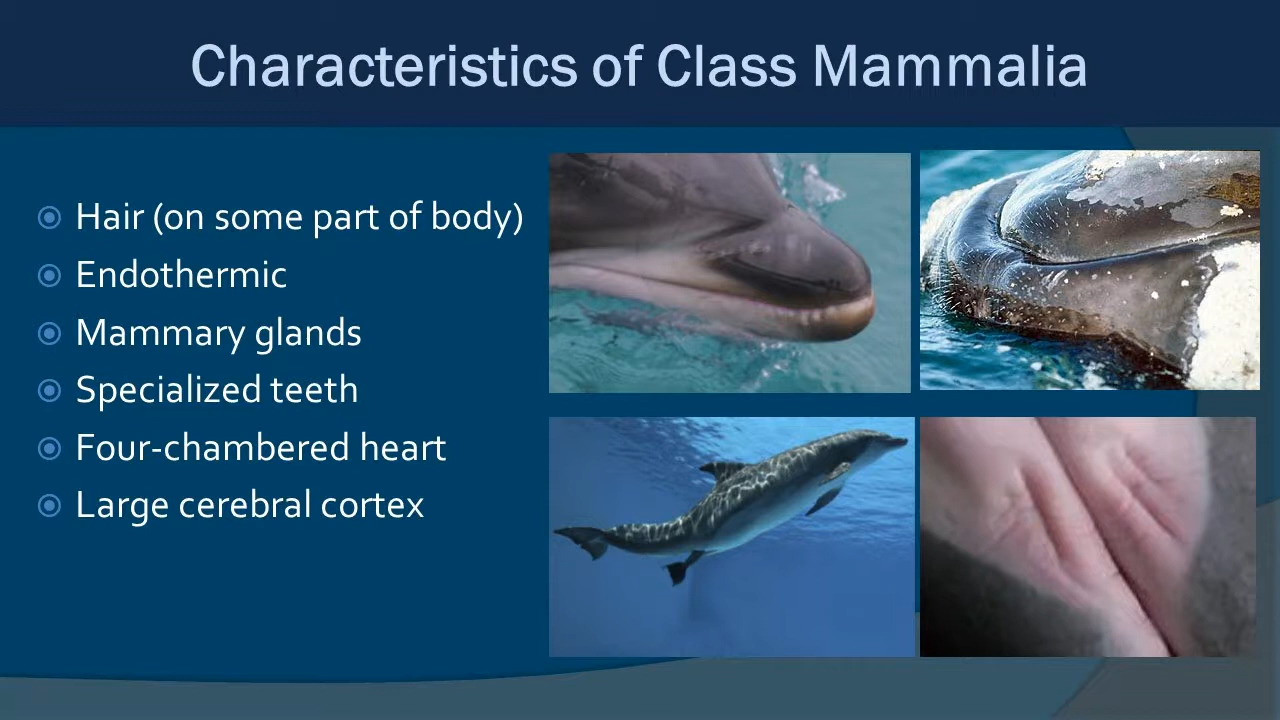 Characteristics of Class Mammalia
Hair (on some part of body)
Endothermic
Mammary glands
Specialized teeth
Four-chambered heart
Large cerebral cortex